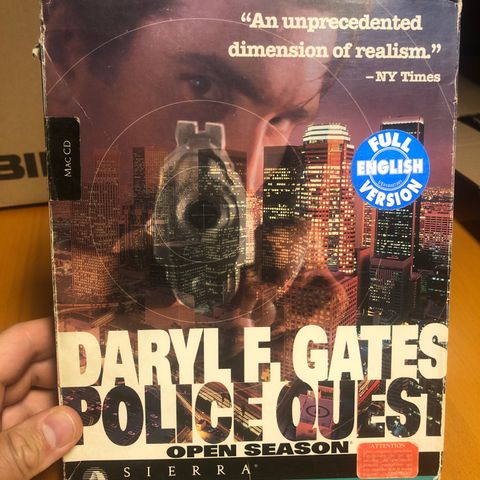 “An unprecedented
dimension of realism.”
– NY Times
MAC CD
FULL
ENGLISH
VERSION
DARYL F. GATES
POLICE QUEST
OPEN SEASON
SIERRA®
ATTENTION